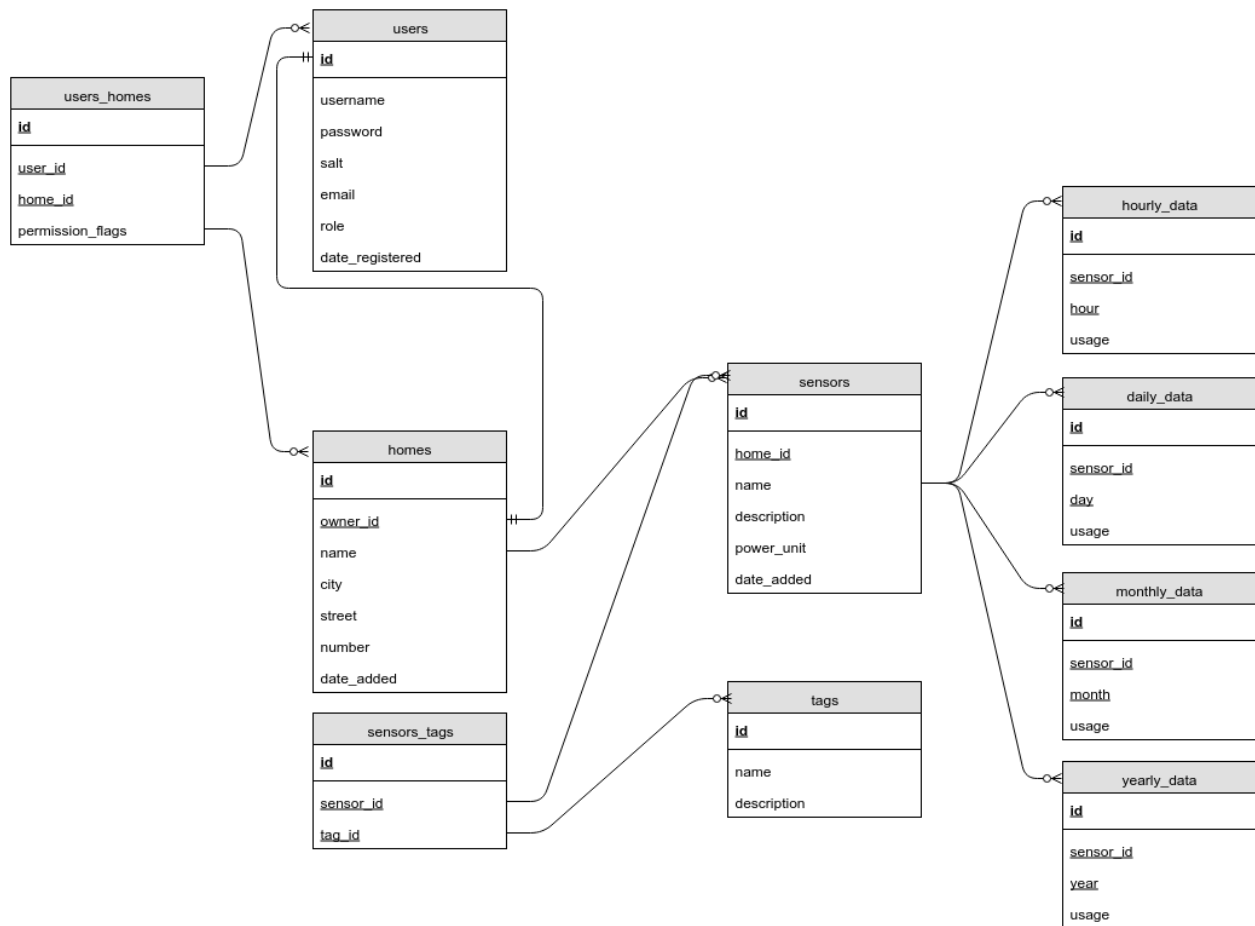 users
id
username
password
salt
email
role
date_registered
users_homes
id
user_id
home_id
permission_flags
homes
id
owner_id
name
city
street
number
date_added
sensors_tags
id
sensor_id
tag_id
sensors
id
home_id
name
description
power_unit
date_added
tags
id
name
description
hourly_data
id
sensor_id
hour
usage
daily_data
id
sensor_id
day
usage
monthly_data
id
sensor_id
month
usage
yearly_data
id
sensor_id
year
usage